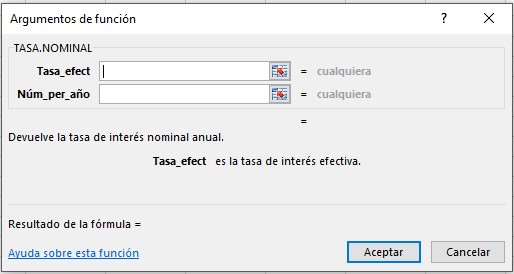 Argumentos de función ? ×
TASA.NOMINAL
Tasa_efect = cualquiera
Núm_per_año = cualquiera
=
Devuelve la tasa de interés nominal anual.
Tasa_efect es la tasa de interés efectiva.
Resultado de la fórmula =
Ayuda sobre esta función Aceptar Cancelar